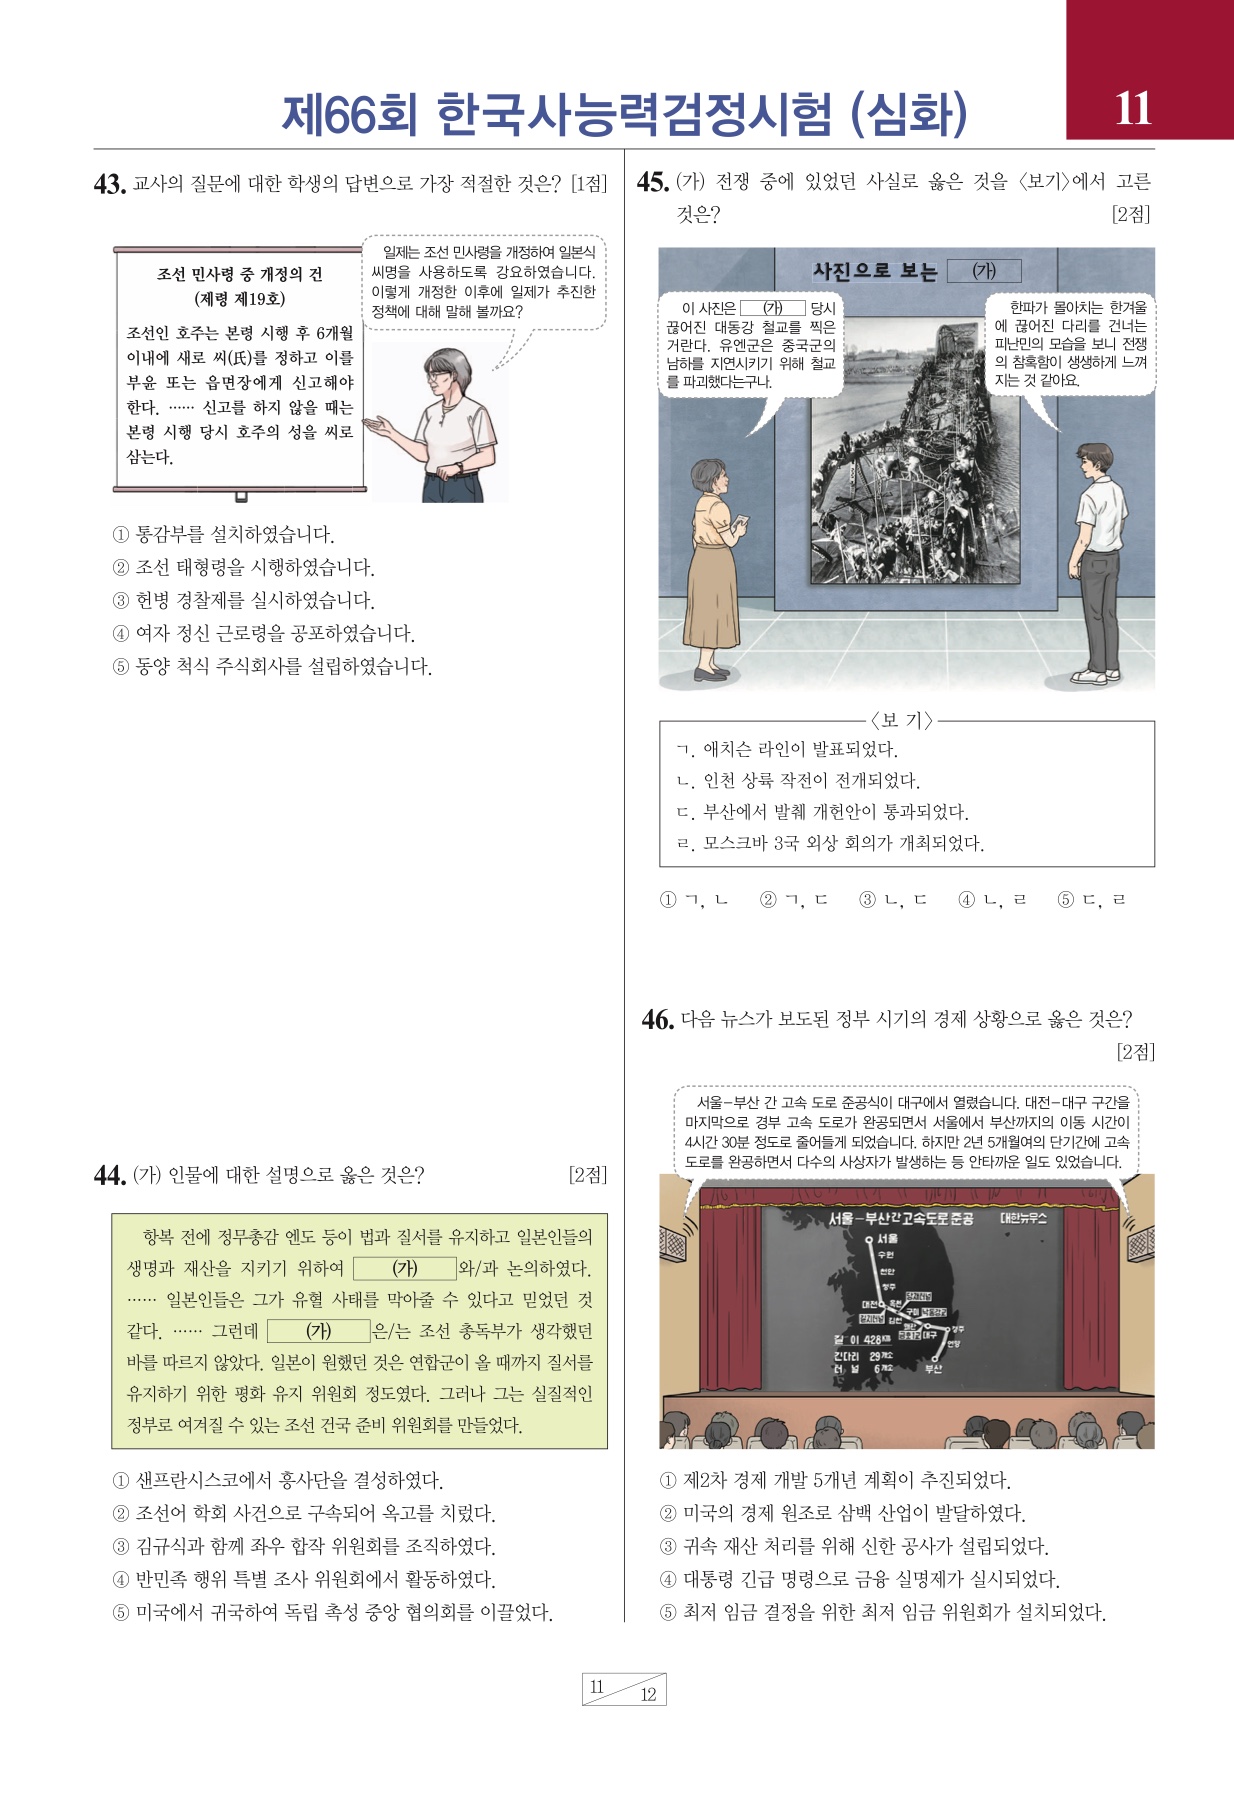 제66회 한국사능력검정시험 (심화)
11
43. 교사의 질문에 대한 학생의 답변으로 가장 적절한 것은? [1점]
조선 민사령 중 개정의 건
(제령 제19호)
조선인 호주는 본령 시행 후 6개월
이내에 새로 씨(氏)를 정하고 이를
부윤 또는 읍면장에게 신고해야
한다. …… 신고를 하지 않을 때는
본령 시행 당시 호주의 성을 씨로
삼는다.
일제는 조선 민사령을 개정하여 일본식
씨명을 사용하도록 강요하였습니다.
이렇게 개정한 이후에 일제가 추진한
정책에 대해 말해 볼까요?
① 통감부를 설치하였습니다.
② 조선 태형령을 시행하였습니다.
③ 헌병 경찰제를 실시하였습니다.
④ 여자 정신 근로령을 공포하였습니다.
⑤ 동양 척식 주식회사를 설립하였습니다.
44. (가) 인물에 대한 설명으로 옳은 것은? [2점]
항복 전에 정무총감 엔도 등이 법과 질서를 유지하고 일본인들의
생명과 재산을 지키기 위하여 (가) 와/과 논의하였다.
…… 일본인들은 그가 유혈 사태를 막아줄 수 있다고 믿었던 것
같다. …… 그런데 (가) 은/는 조선 총독부가 생각했던
바를 따르지 않았다. 일본이 원했던 것은 연합군이 올 때까지 질서를
유지하기 위한 평화 유지 위원회 정도였다. 그러나 그는 실질적인
정부로 여겨질 수 있는 조선 건국 준비 위원회를 만들었다.
① 샌프란시스코에서 흥사단을 결성하였다.
② 조선어 학회 사건으로 구속되어 옥고를 치렀다.
③ 김규식과 함께 좌우 합작 위원회를 조직하였다.
④ 반민족 행위 특별 조사 위원회에서 활동하였다.
⑤ 미국에서 귀국하여 독립 촉성 중앙 협의회를 이끌었다.
45. (가) 전쟁 중에 있었던 사실로 옳은 것을 〈보기〉에서 고른
것은? [2점]
사진으로 보는 (가)
이 사진은 (가) 당시
끊어진 대동강 철교를 찍은
거란다. 유엔군은 중국군의
남하를 지연시키기 위해 철교
를 파괴했다는구나.
한파가 몰아치는 한겨울
에 끊어진 다리를 건너는
피난민의 모습을 보니 전쟁
의 참혹함이 생생하게 느껴
지는 것 같아요.
〈보 기〉
ㄱ. 애치슨 라인이 발표되었다.
ㄴ. 인천 상륙 작전이 전개되었다.
ㄷ. 부산에서 발췌 개헌안이 통과되었다.
ㄹ. 모스크바 3국 외상 회의가 개최되었다.
① ㄱ, ㄴ ② ㄱ, ㄷ ③ ㄴ, ㄷ ④ ㄴ, ㄹ ⑤ ㄷ, ㄹ
46. 다음 뉴스가 보도된 정부 시기의 경제 상황으로 옳은 것은?
[2점]
서울-부산 간 고속 도로 준공식이 대구에서 열렸습니다. 대전-대구 구간을
마지막으로 경부 고속 도로가 완공되면서 서울에서 부산까지의 이동 시간이
4시간 30분 정도로 줄어들게 되었습니다. 하지만 2년 5개월여의 단기간에 고속
도로를 완공하면서 다수의 사상자가 발생하는 등 안타까운 일도 있었습니다.
서울-부산간고속도로준공 대한뉴우스
서울
수원
천안
청주
대전 옥천
구미
김천
대구
경주
언양
부산
길 이 428㎞
긴다리 29개소
터 널 6개소
① 제2차 경제 개발 5개년 계획이 추진되었다.
② 미국의 경제 원조로 삼백 산업이 발달하였다.
③ 귀속 재산 처리를 위해 신한 공사가 설립되었다.
④ 대통령 긴급 명령으로 금융 실명제가 실시되었다.
⑤ 최저 임금 결정을 위한 최저 임금 위원회가 설치되었다.
11
12